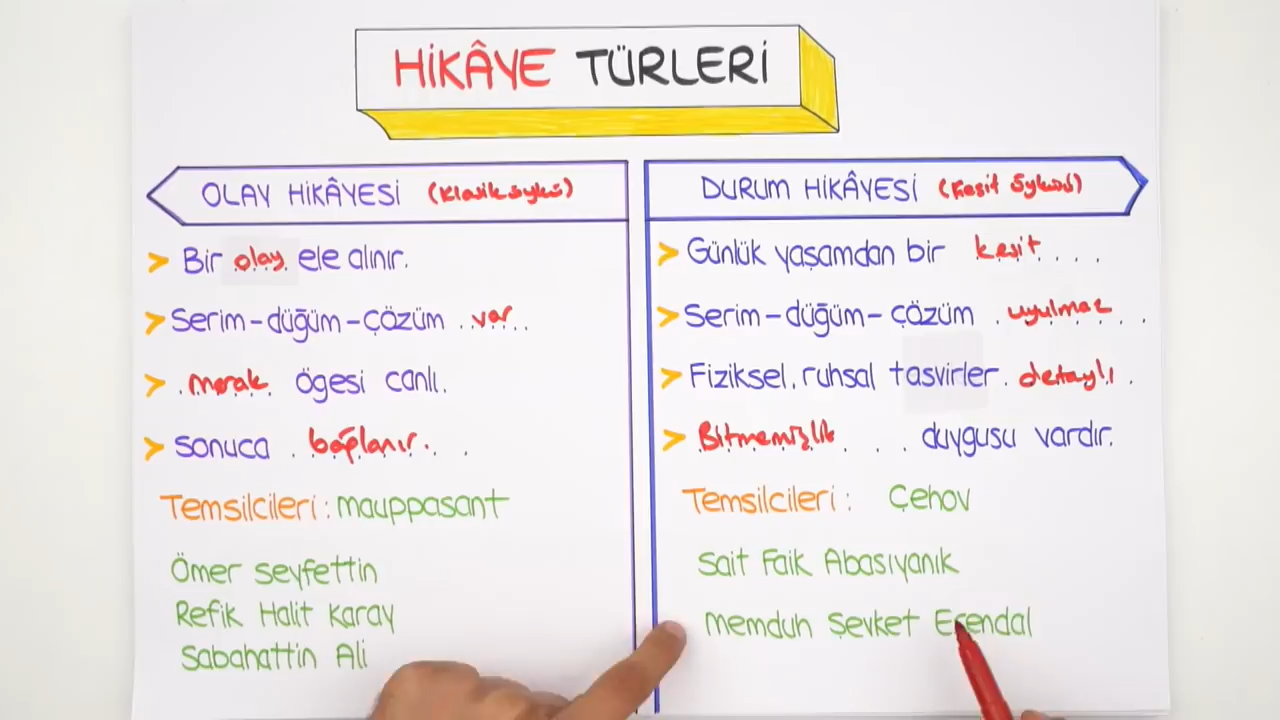 HİKÂYE TÜRLERİ
OLAY HİKÂYESİ (Klasik öykü)
Bir olay ele alınır.
Serim-düğüm-çözüm ..var..
.merak. ögesi canlı.
Sonuca .bağlanır. .
Temsilcileri: mauppasant
Ömer Seyfettin
Refik Halit Karay
Sabahattin Ali
DURUM HİKÂYESİ (Kesit öyküsü)
Günlük yaşamdan bir kesit....
Serim-düğüm-çözüm .uyulmaz..
Fiziksel, ruhsal tasvirler. detaylı.
Bitmemişlik . . duygusu vardır.
Temsilcileri: Çehov
Sait Faik Abasıyanık
Memduh Şevket Esendal